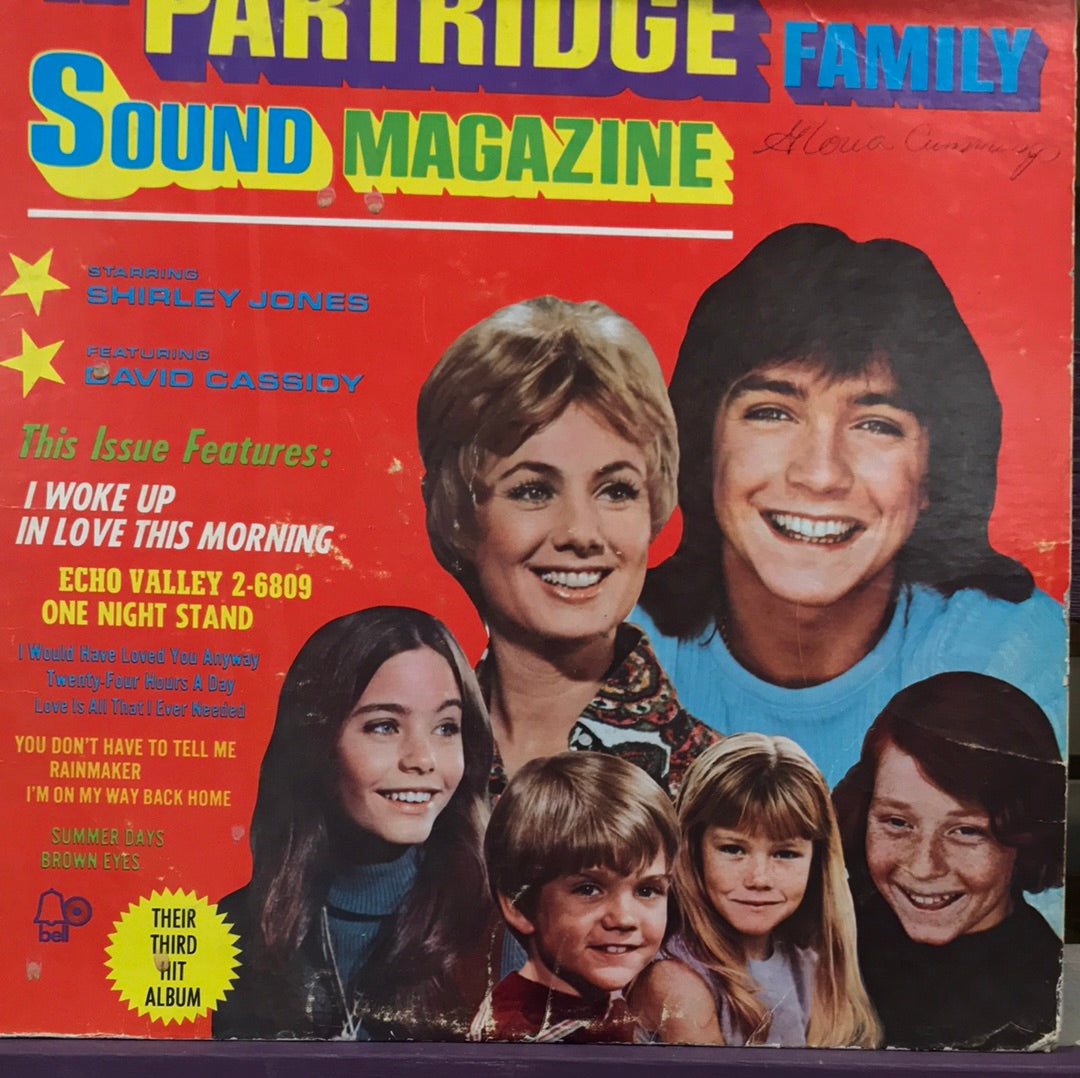 PARTRIDGE FAMILY
SOUND MAGAZINE
STARRING
SHIRLEY JONES
FEATURING
DAVID CASSIDY
This Issue Features:
I WOKE UP
IN LOVE THIS MORNING
ECHO VALLEY 2-6809
ONE NIGHT STAND
I Would Have Loved You Anyway
Twenty-Four Hours A Day
Love Is All That I Ever Needed
YOU DON'T HAVE TO TELL ME
RAINMAKER
I'M ON MY WAY BACK HOME
SUMMER DAYS
BROWN EYES
bell
THEIR
THIRD
HIT
ALBUM